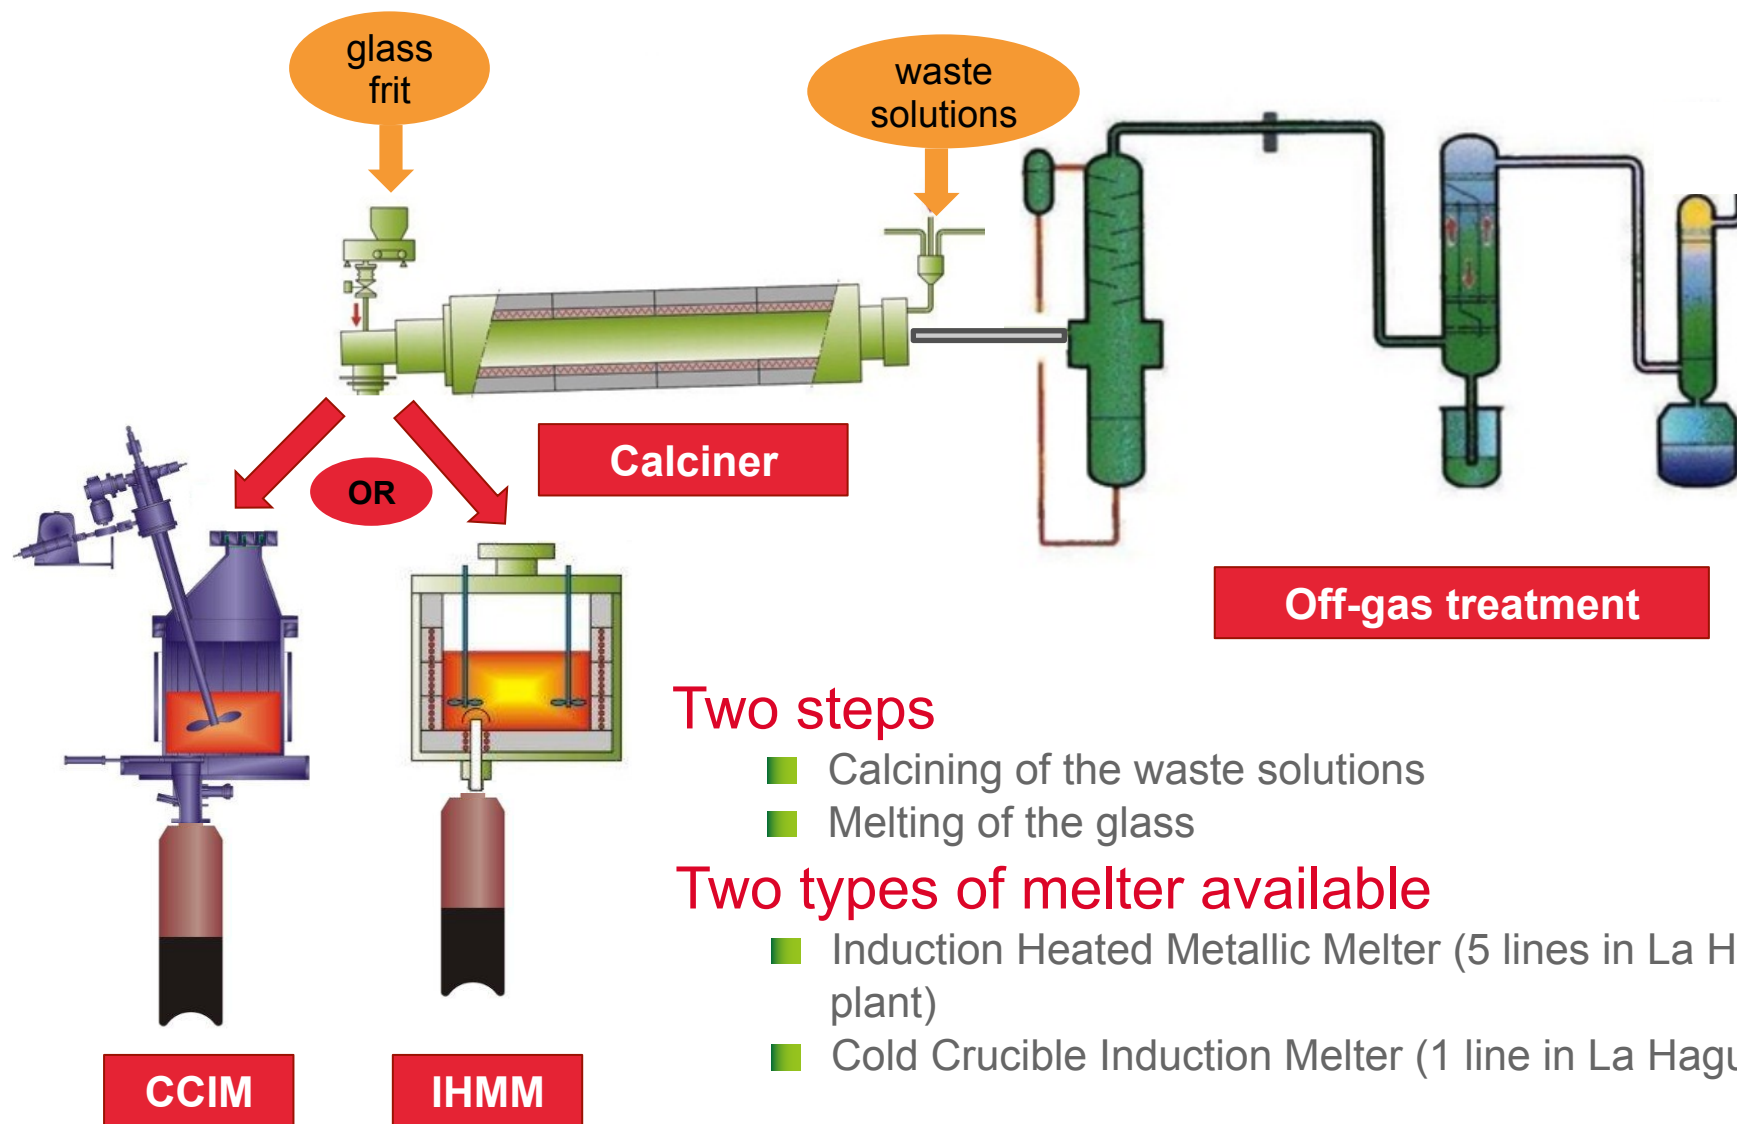 glass
frit
waste
solutions
Calciner
OR
Off-gas treatment
Two steps
Calcining of the waste solutions
Melting of the glass
Two types of melter available
Induction Heated Metallic Melter (5 lines in La H
plant)
Cold Crucible Induction Melter (1 line in La Hagu
CCIM
IHMM